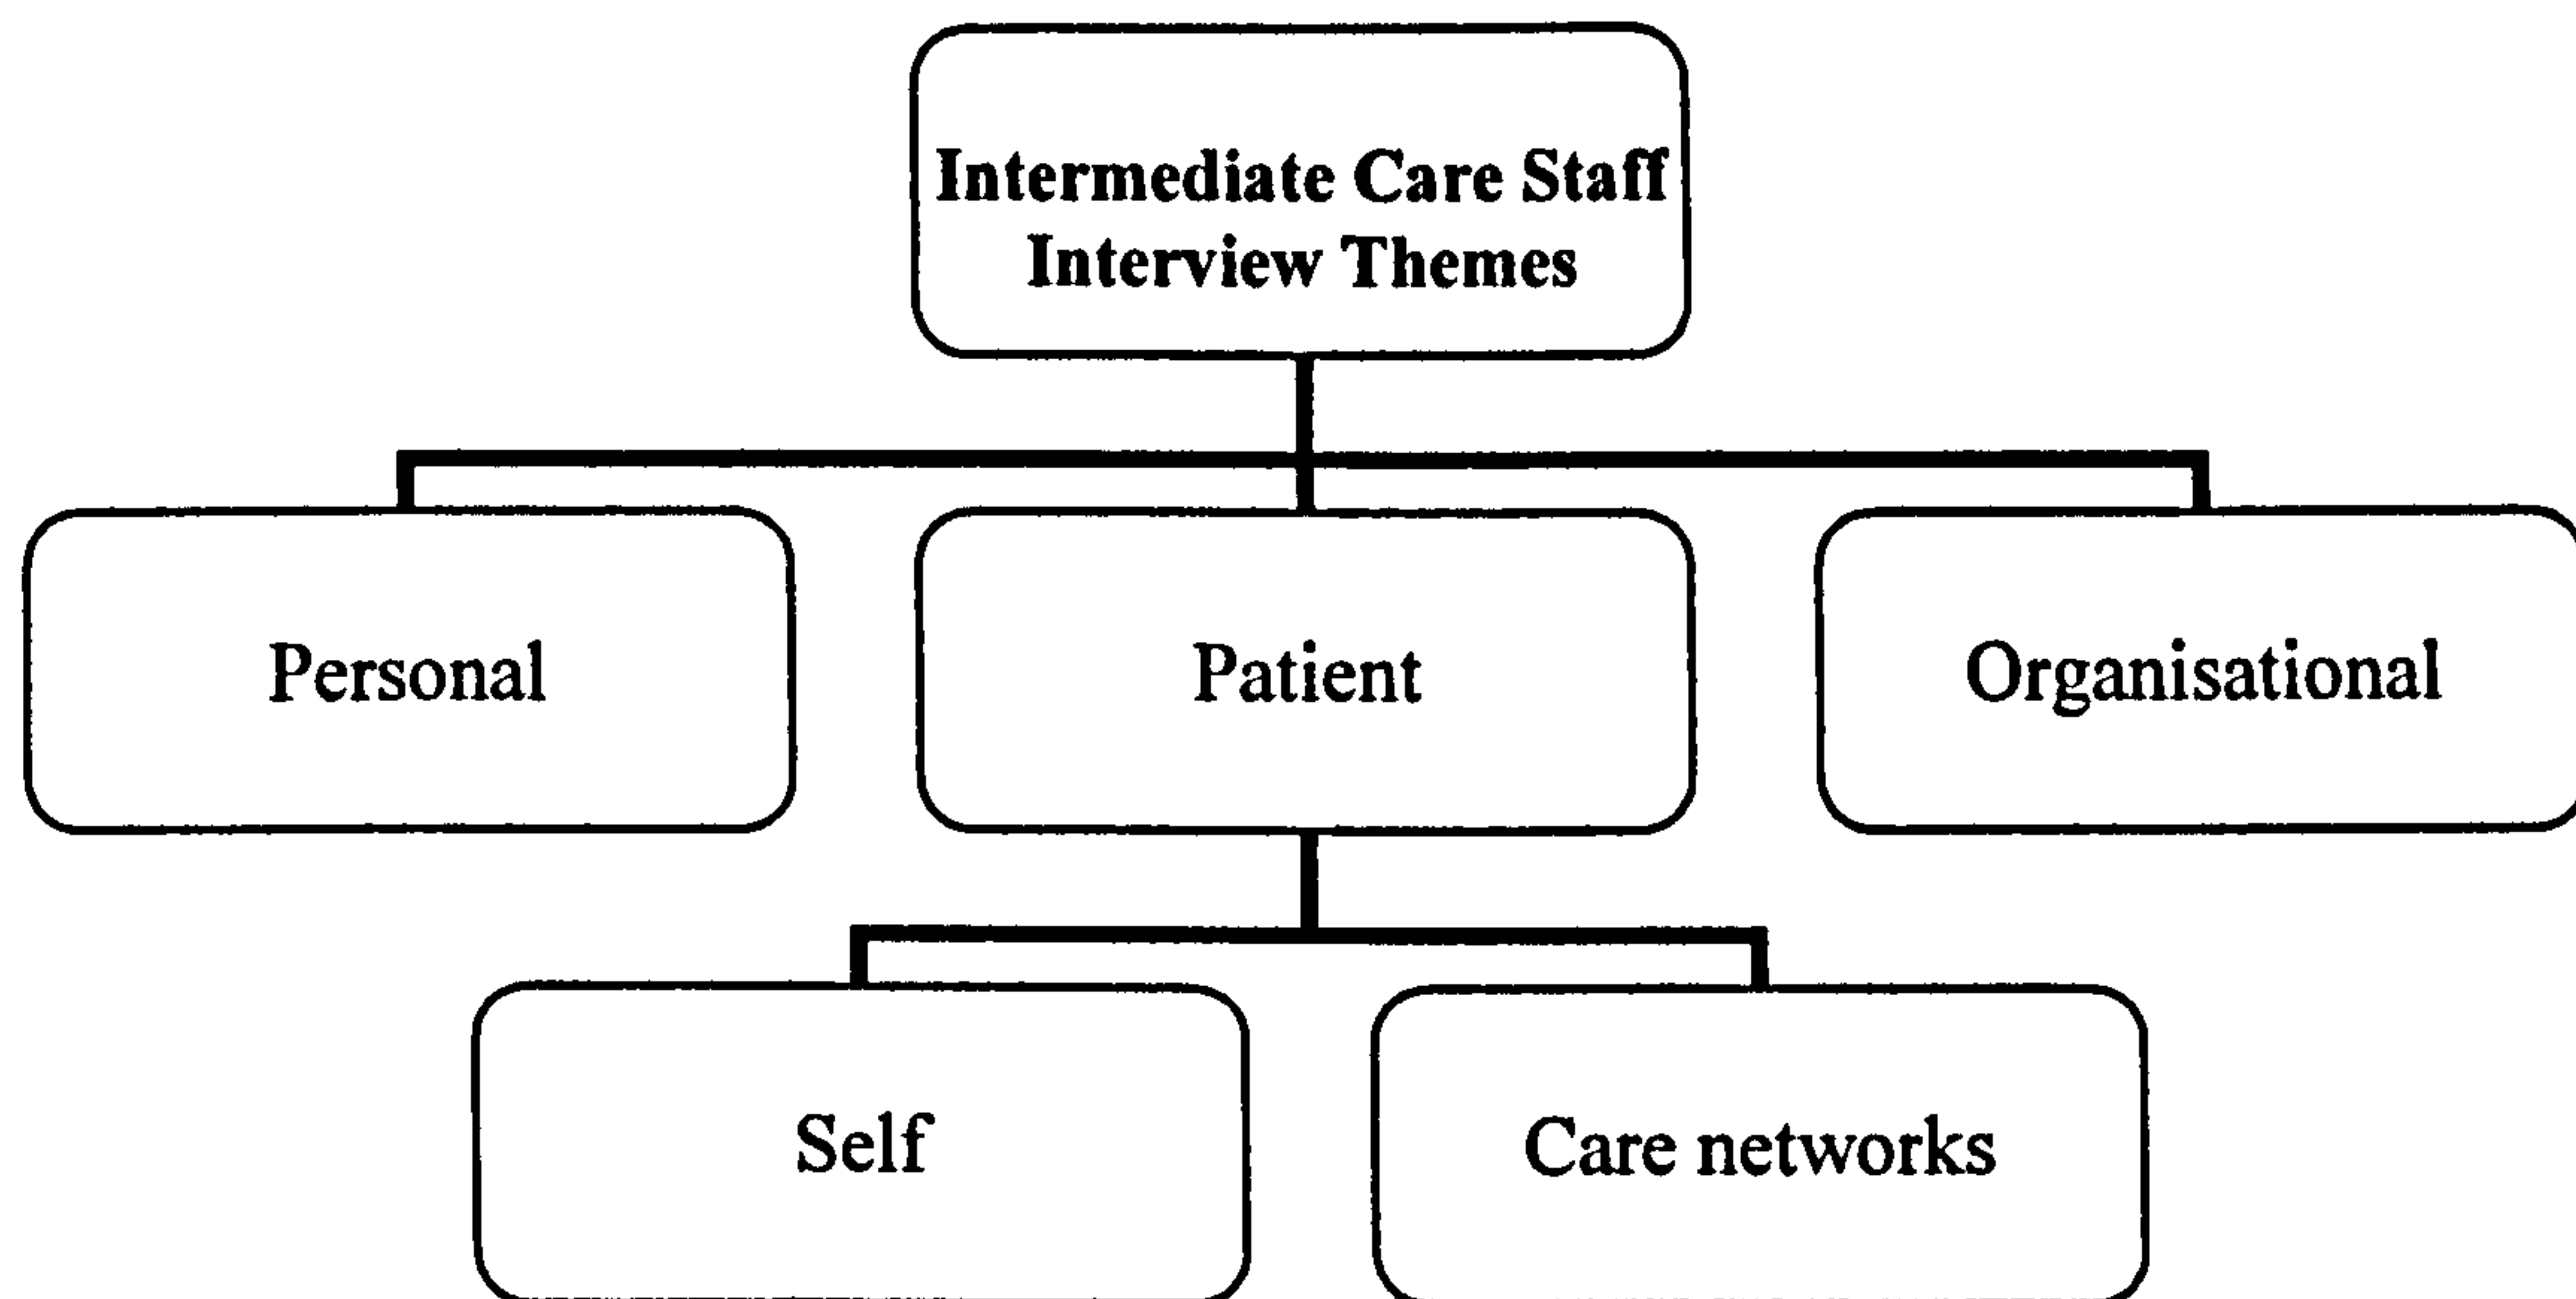 Intermediate Care Staff
Interview Themes
Personal
Patient
Organisational
Self
Care networks